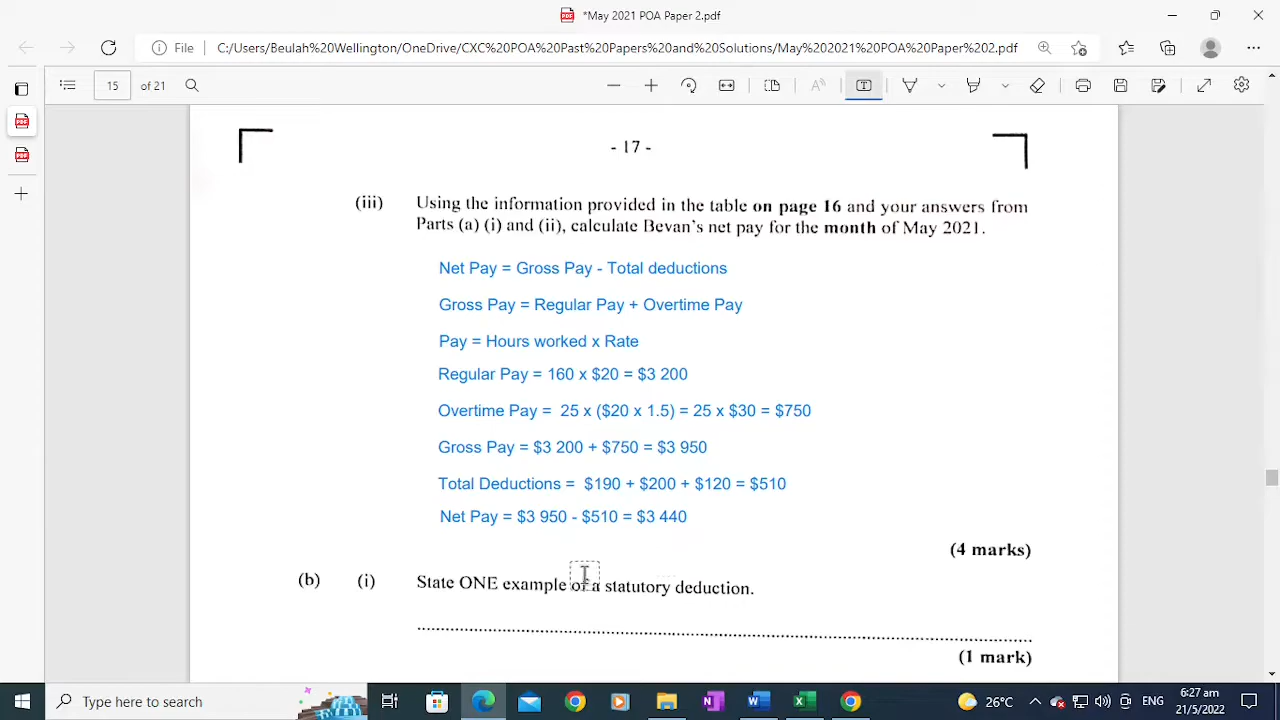 *May 2021 POA Paper 2.pdf
File
C:/Users/Beulah%20Wellington/OneDrive/CXC%20POA%20Past%20Papers%20and%20Solutions/May%202021%20POA%20Paper%202.pdf
15 of 21
- 17 -
(iii) Using the information provided in the table on page 16 and your answers from
Parts (a) (i) and (ii), calculate Bevan's net pay for the month of May 2021.
Net Pay = Gross Pay - Total deductions
Gross Pay = Regular Pay + Overtime Pay
Pay = Hours worked x Rate
Regular Pay = 160 x $20 = $3 200
Overtime Pay = 25 x ($20 x 1.5) = 25 x $30 = $750
Gross Pay = $3 200 + $750 = $3 950
Total Deductions = $190 + $200 + $120 = $510
Net Pay = $3 950 - $510 = $3 440
(4 marks)
(b) (i) State ONE example of a statutory deduction.
(1 mark)
Type here to search
26°C
ENG
6:27 am
21/5/2022